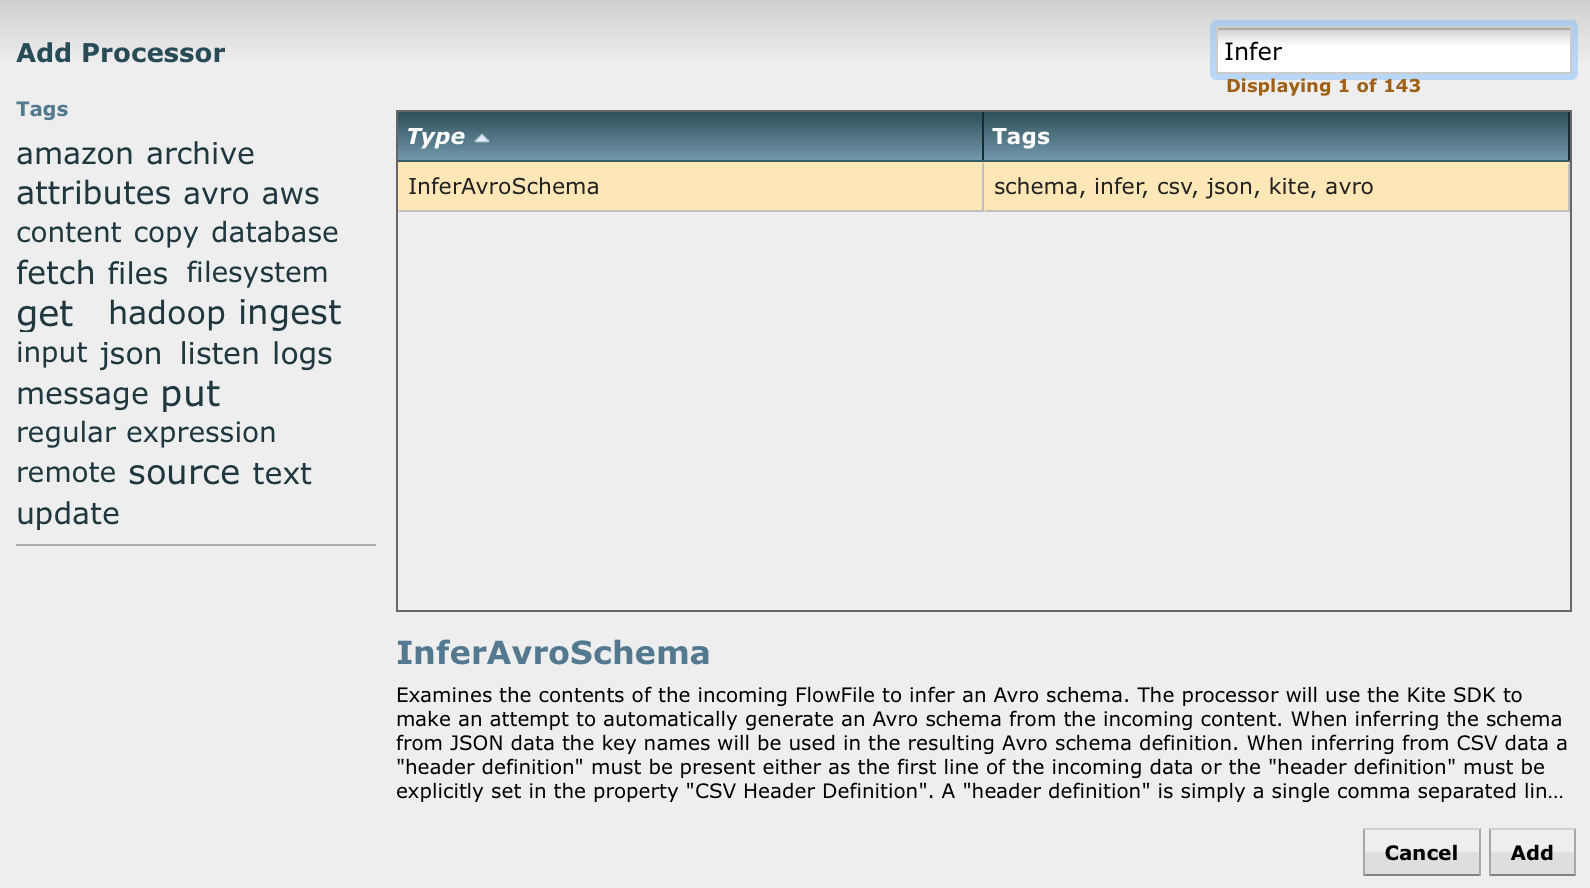 Add Processor
Infer
Displaying 1 of 143
Tags
amazon archive
attributes avro aws
content copy database
fetch files filesystem
get hadoop ingest
input json listen logs
message put
regular expression
remote source text
update
Type Tags
InferAvroSchema schema, infer, csv, json, kite, avro
InferAvroSchema
Examines the contents of the incoming FlowFile to infer an Avro schema. The processor will use the Kite SDK to
make an attempt to automatically generate an Avro schema from the incoming content. When inferring the schema
from JSON data the key names will be used in the resulting Avro schema definition. When inferring from CSV data a
"header definition" must be present either as the first line of the incoming data or the "header definition" must be
explicitly set in the property "CSV Header Definition". A "header definition" is simply a single comma separated lin...
Cancel Add